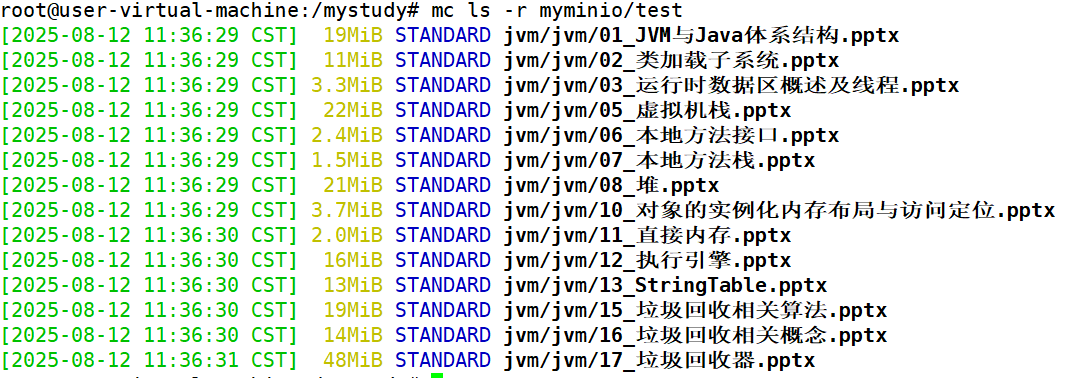 root@user-virtual-machine:/mystudy# mc ls -r myminio/test
[2025-08-12 11:36:29 CST]  19MiB STANDARD jvm/jvm/01_JVM与Java体系结构.pptx
[2025-08-12 11:36:29 CST]  11MiB STANDARD jvm/jvm/02_类加载子系统.pptx
[2025-08-12 11:36:29 CST] 3.3MiB STANDARD jvm/jvm/03_运行时数据区概述及线程.pptx
[2025-08-12 11:36:29 CST]  22MiB STANDARD jvm/jvm/05_虚拟机栈.pptx
[2025-08-12 11:36:29 CST] 2.4MiB STANDARD jvm/jvm/06_本地方法接口.pptx
[2025-08-12 11:36:29 CST] 1.5MiB STANDARD jvm/jvm/07_本地方法栈.pptx
[2025-08-12 11:36:29 CST]  21MiB STANDARD jvm/jvm/08_堆.pptx
[2025-08-12 11:36:29 CST] 3.7MiB STANDARD jvm/jvm/10_对象的实例化内存布局与访问定位.pptx
[2025-08-12 11:36:30 CST] 2.0MiB STANDARD jvm/jvm/11_直接内存.pptx
[2025-08-12 11:36:30 CST]  16MiB STANDARD jvm/jvm/12_执行引擎.pptx
[2025-08-12 11:36:30 CST]  13MiB STANDARD jvm/jvm/13_StringTable.pptx
[2025-08-12 11:36:30 CST]  19MiB STANDARD jvm/jvm/15_垃圾回收相关算法.pptx
[2025-08-12 11:36:30 CST]  14MiB STANDARD jvm/jvm/16_垃圾回收相关概念.pptx
[2025-08-12 11:36:31 CST]  48MiB STANDARD jvm/jvm/17_垃圾回收器.pptx